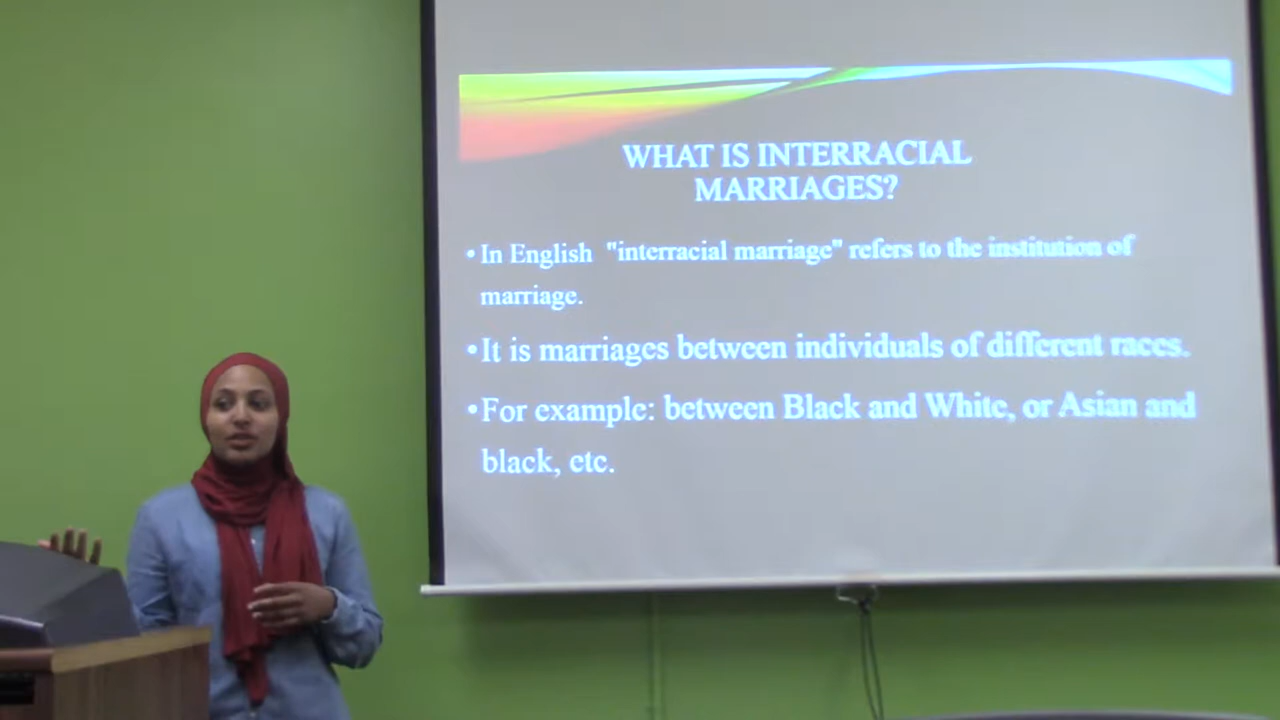 WHAT IS INTERRACIAL
MARRIAGES?
• In English "interracial marriage" refers to the institution of
marriage.
• It is marriages between individuals of different races.
• For example: between Black and White, or Asian and
black, etc.